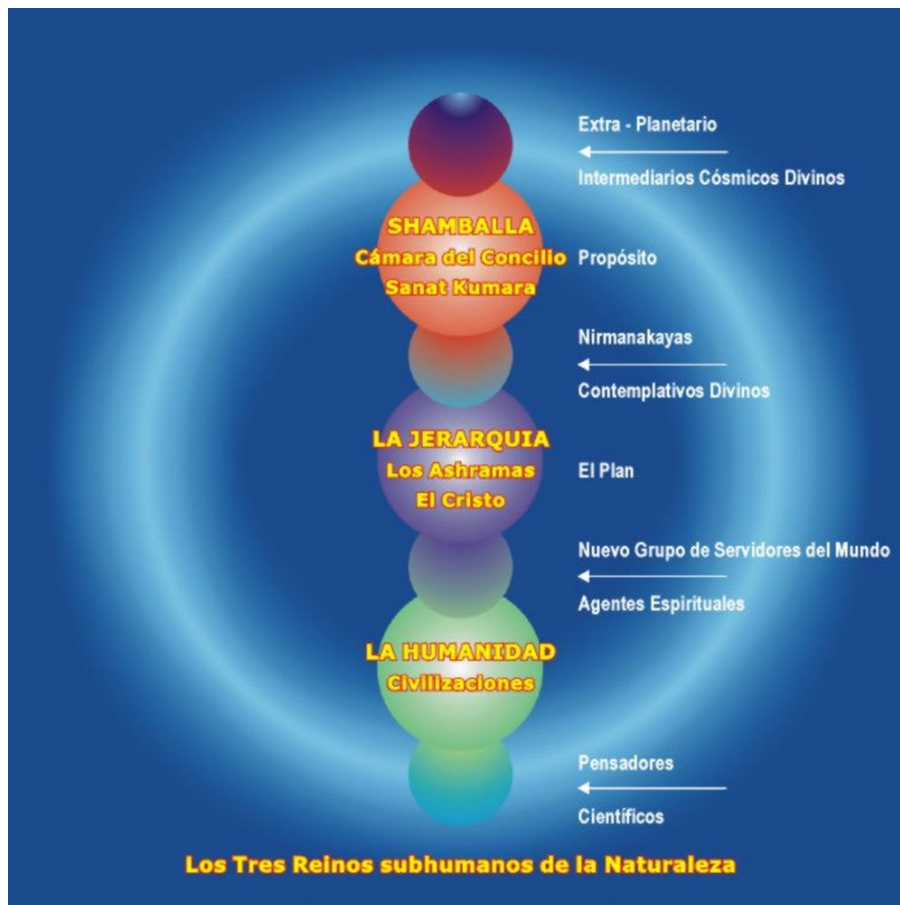 Extra - Planetario
Intermediarios Cósmicos Divinos
SHAMBALLA
Cámara del Concilio
Sanat Kumara
Propósito
Nirmanakayas
Contemplativos Divinos
LA JERARQUIA
Los Ashramas
El Cristo
El Plan
Nuevo Grupo de Servidores del Mundo
Agentes Espirituales
LA HUMANIDAD
Civilizaciones
Pensadores
Científicos
Los Tres Reinos subhumanos de la Naturaleza